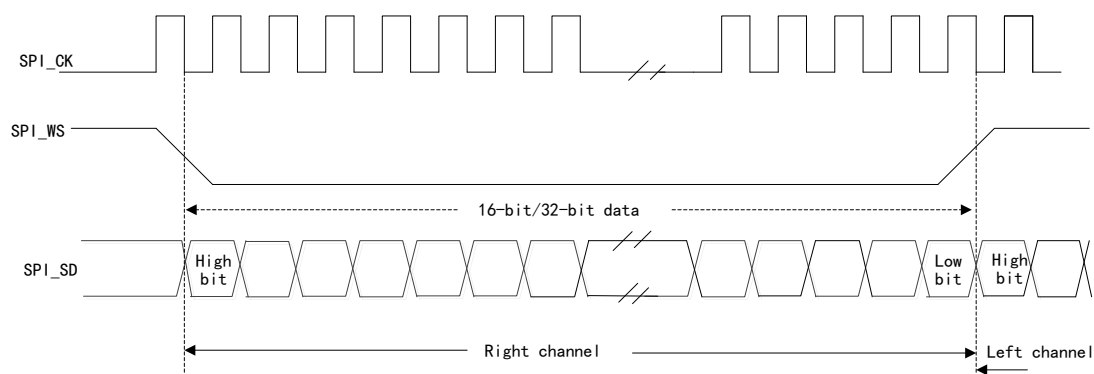 SPI_CK
SPI_WS
16-bit/32-bit data
SPI_SD
High
bit
Low
bit
High
bit
Right channel
Left channel